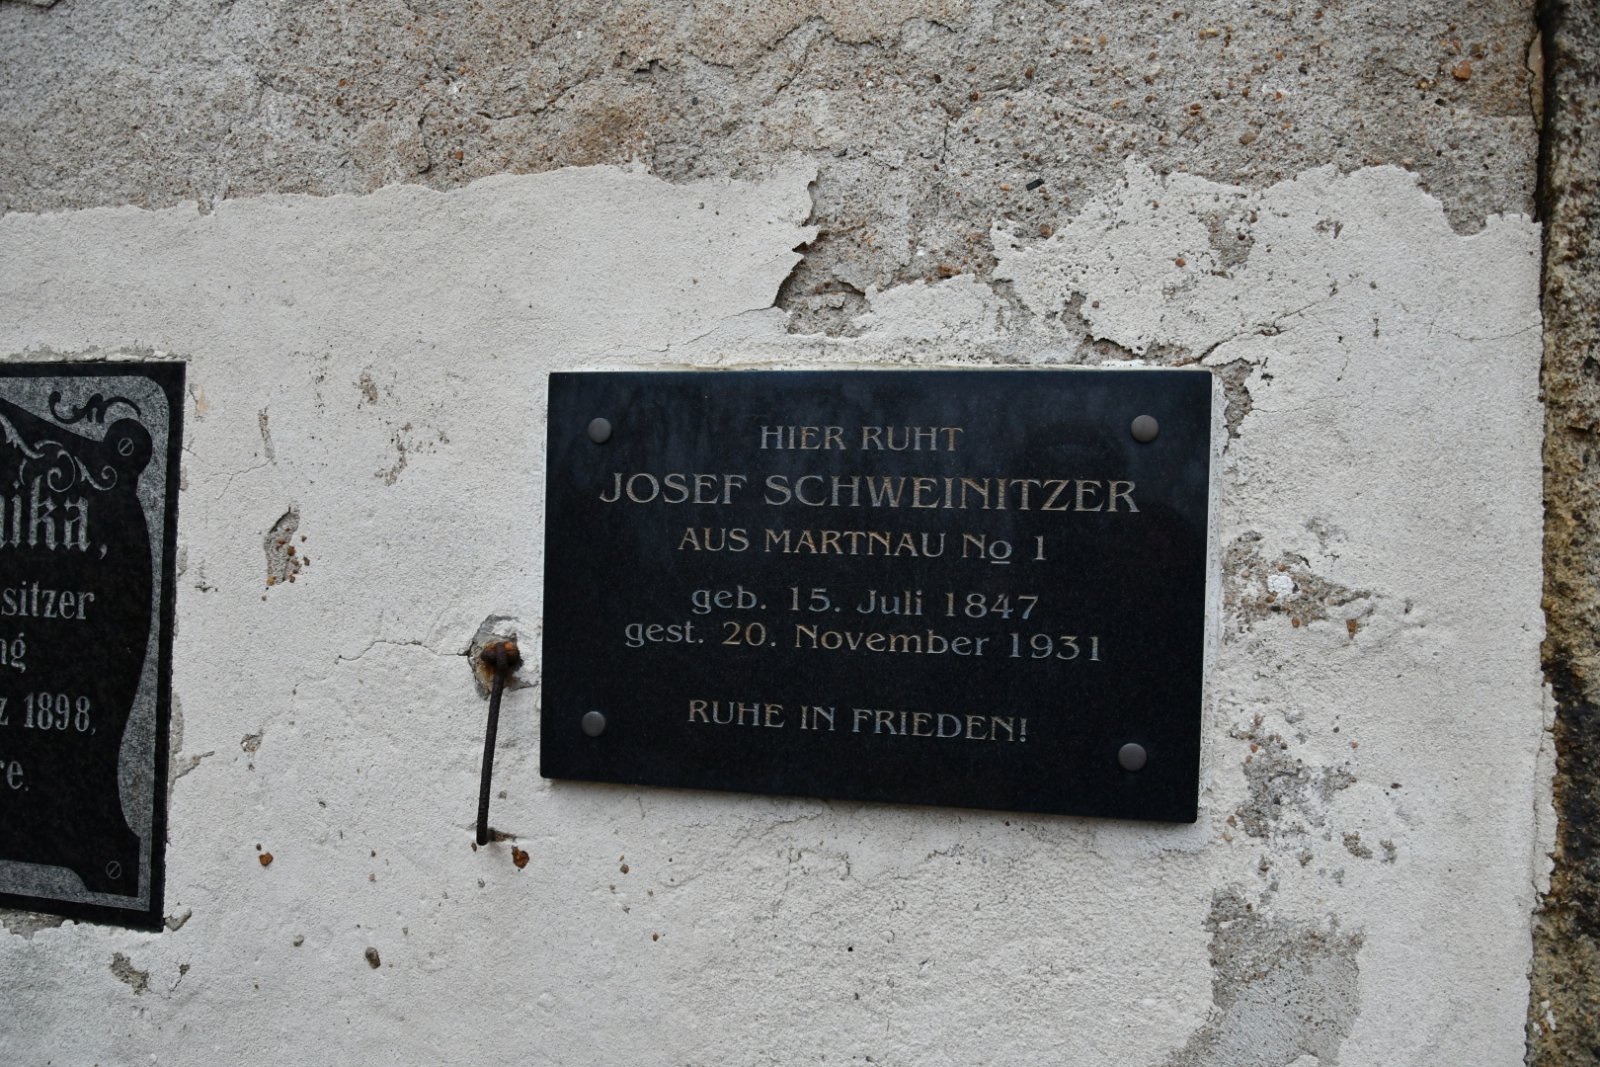 HIER RUHT
JOSEF SCHWEINITZER
AUS MARTNAU No 1
geb. 15. Juli 1847
gest. 20. November 1931
RUHE IN FRIEDEN!
sitzer
1898,